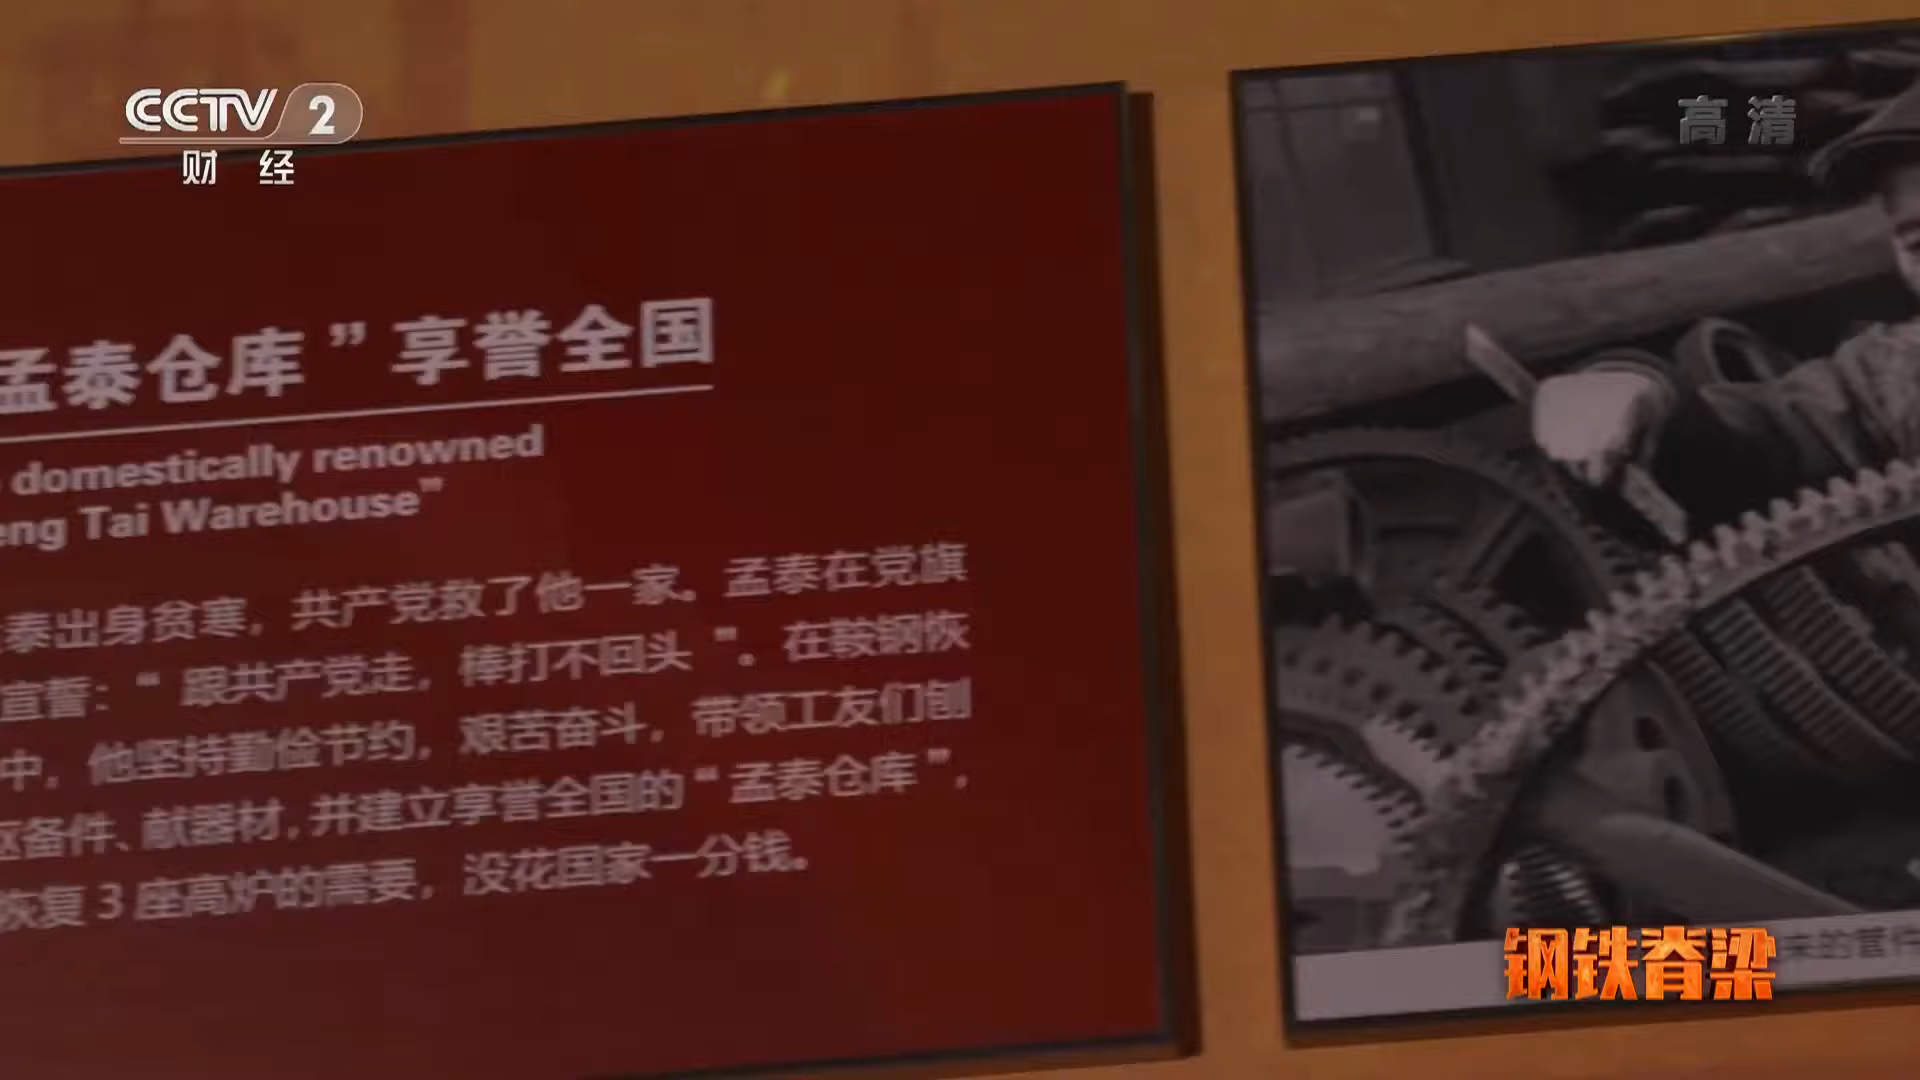 CCTV 2
财 经
高 清
孟泰仓库”享誉全国
domestically renowned
eng Tai Warehouse”
泰出身贫寒，共产党救了他一家。孟泰在党旗
宣誓：“跟共产党走，棒打不回头”。在鞍钢恢
中，他坚持勤俭节约，艰苦奋斗，带领工友们刨
备件、献器材，并建立享誉全国的“孟泰仓库”，
恢复 3 座高炉的需要，没花国家一分钱。
来的管件
钢铁脊梁